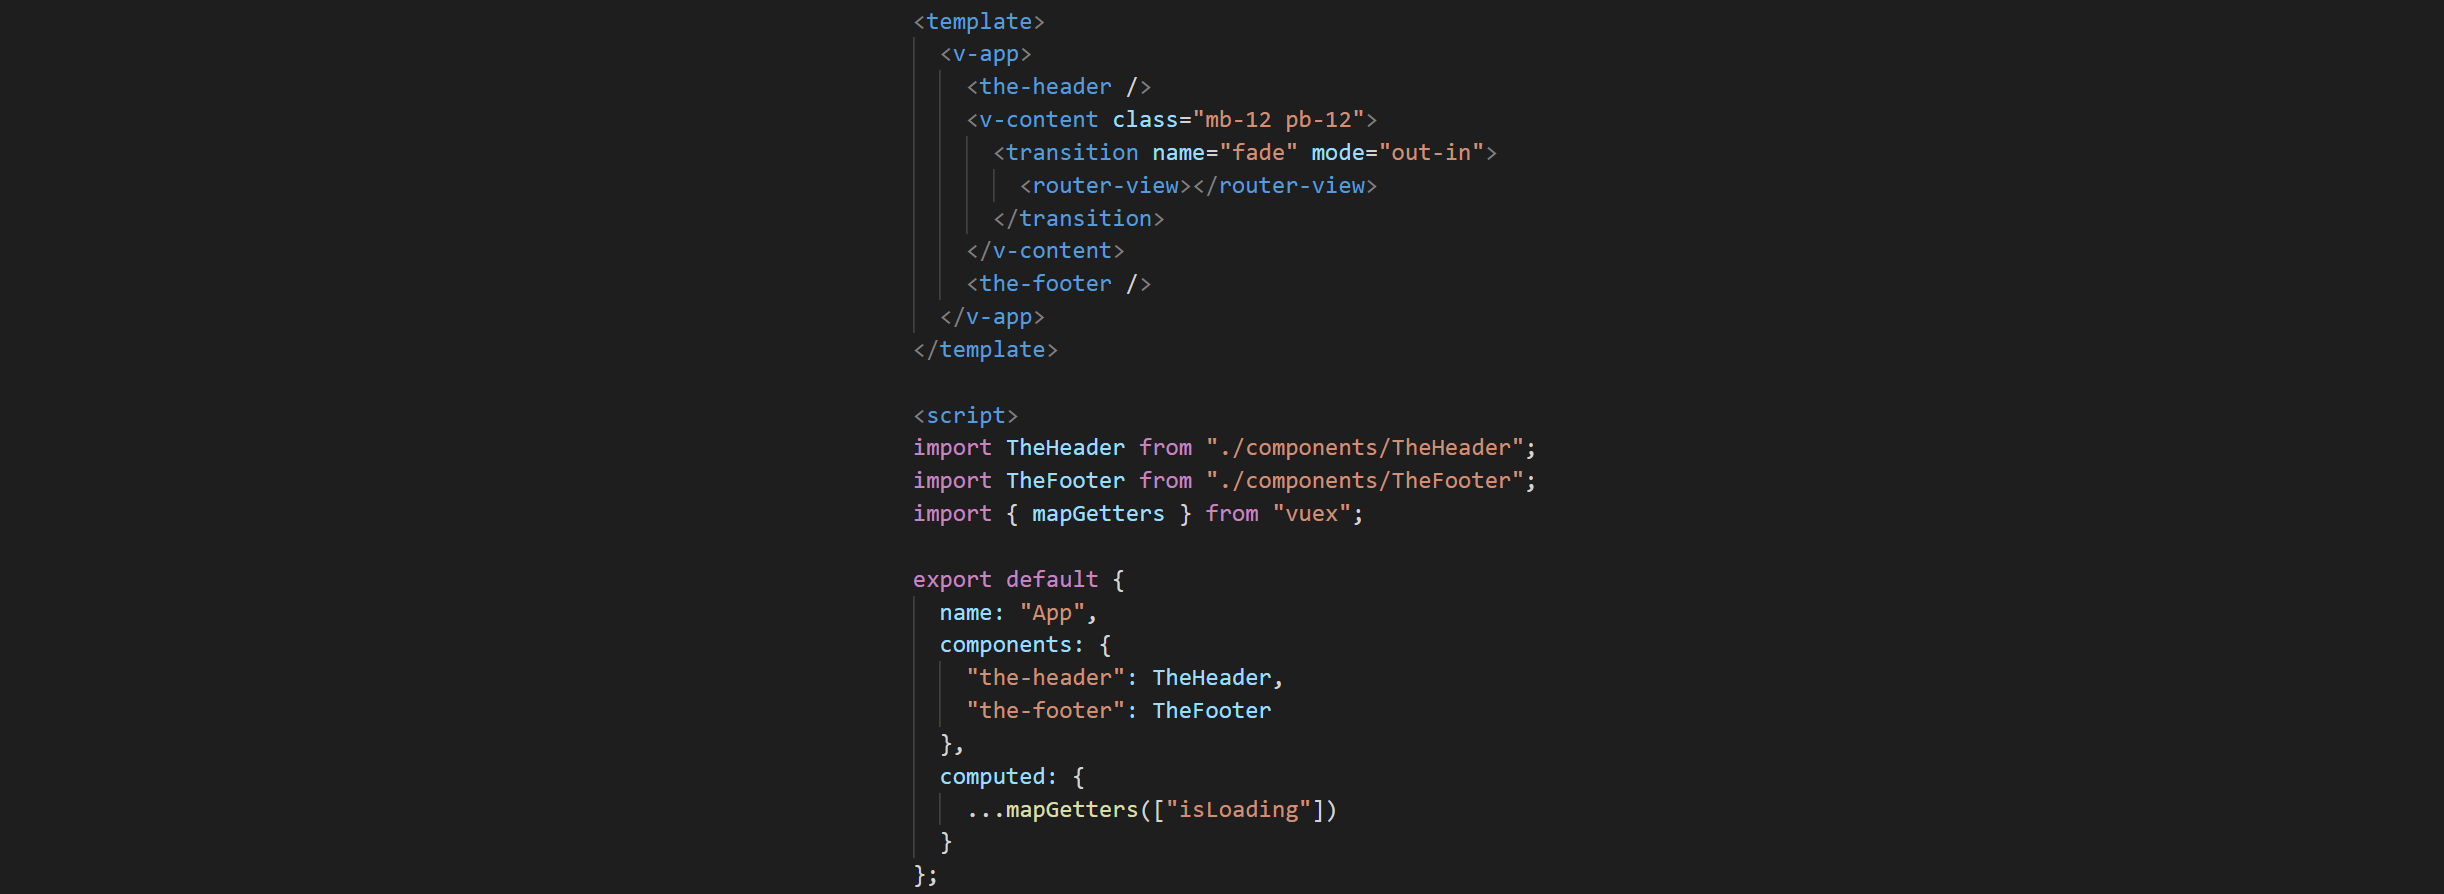 <template>
  <v-app>
    <the-header />
    <v-content class="mb-12 pb-12">
      <transition name="fade" mode="out-in">
        <router-view></router-view>
      </transition>
    </v-content>
    <the-footer />
  </v-app>
</template>

<script>
import TheHeader from "./components/TheHeader";
import TheFooter from "./components/TheFooter";
import { mapGetters } from "vuex";

export default {
  name: "App",
  components: {
    "the-header": TheHeader,
    "the-footer": TheFooter
  },
  computed: {
    ...mapGetters(["isLoading"])
  }
};